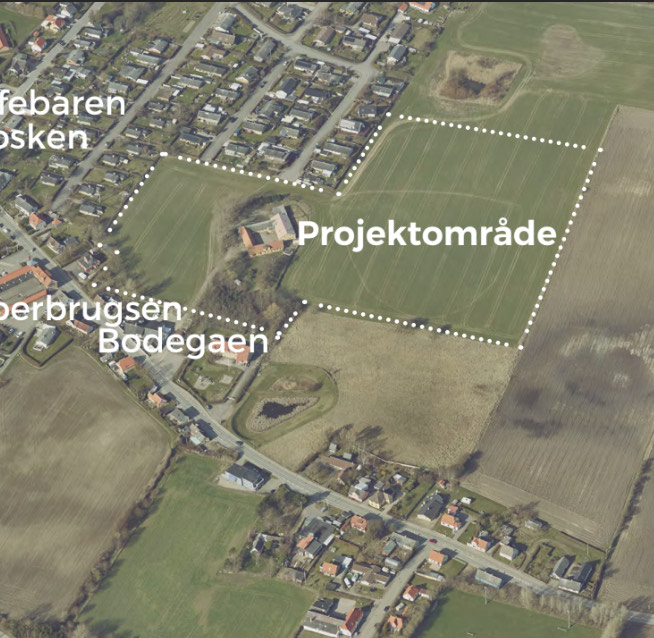 febaren
osken
Projektområde
perbrugsen
Bodegaen